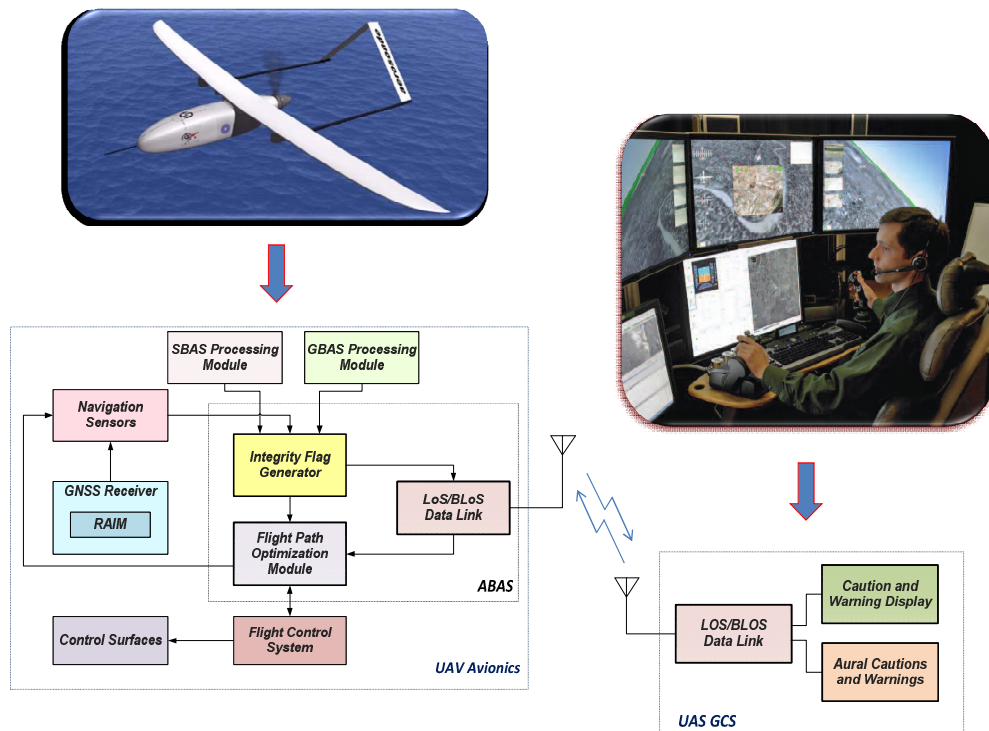 aerosonde
SBAS Processing
Module
GBAS Processing
Module
Navigation
Sensors
Integrity Flag
Generator
GNSS Receiver
RAIM
LoS/BLoS
Data Link
Flight Path
Optimization
Module
ABAS
Control Surfaces
Flight Control
System
UAV Avionics
LOS/BLOS
Data Link
Caution and
Warning Display
Aural Cautions
and Warnings
UAS GCS